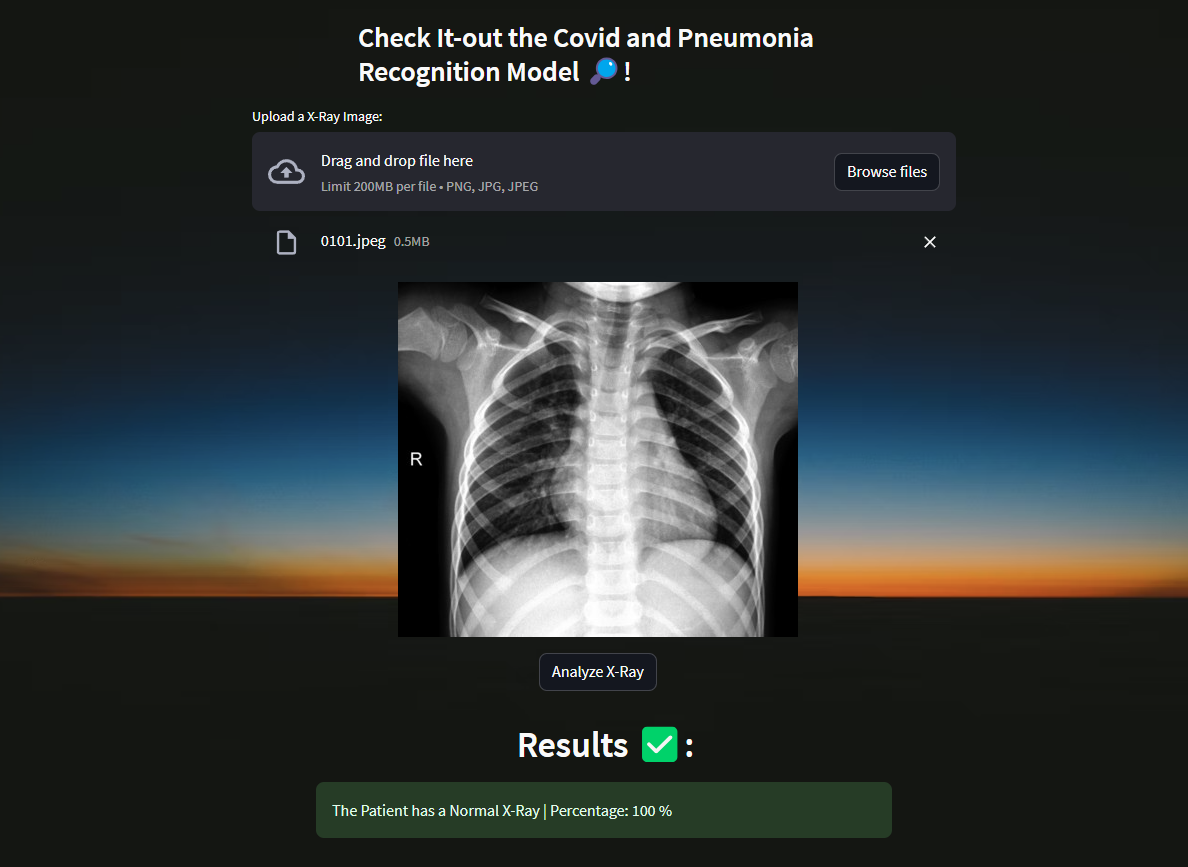 Check It-out the Covid and Pneumonia
Recognition Model 🔎 !
Upload a X-Ray Image:
Drag and drop file here
Limit 200MB per file • PNG, JPG, JPEG
Browse files
0101.jpeg 0.5MB
R
Analyze X-Ray
Results ✅ :
The Patient has a Normal X-Ray | Percentage: 100 %